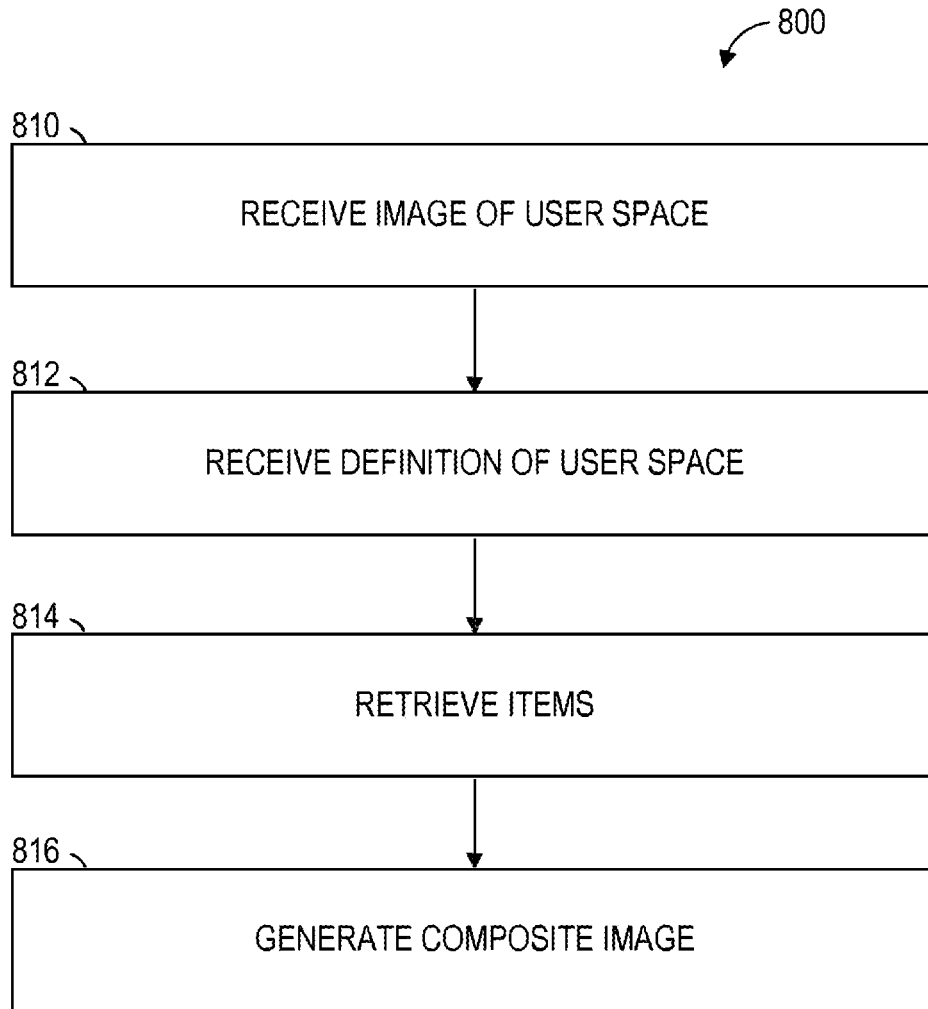 800
810
RECEIVE IMAGE OF USER SPACE
812
RECEIVE DEFINITION OF USER SPACE
814
RETRIEVE ITEMS
816
GENERATE COMPOSITE IMAGE